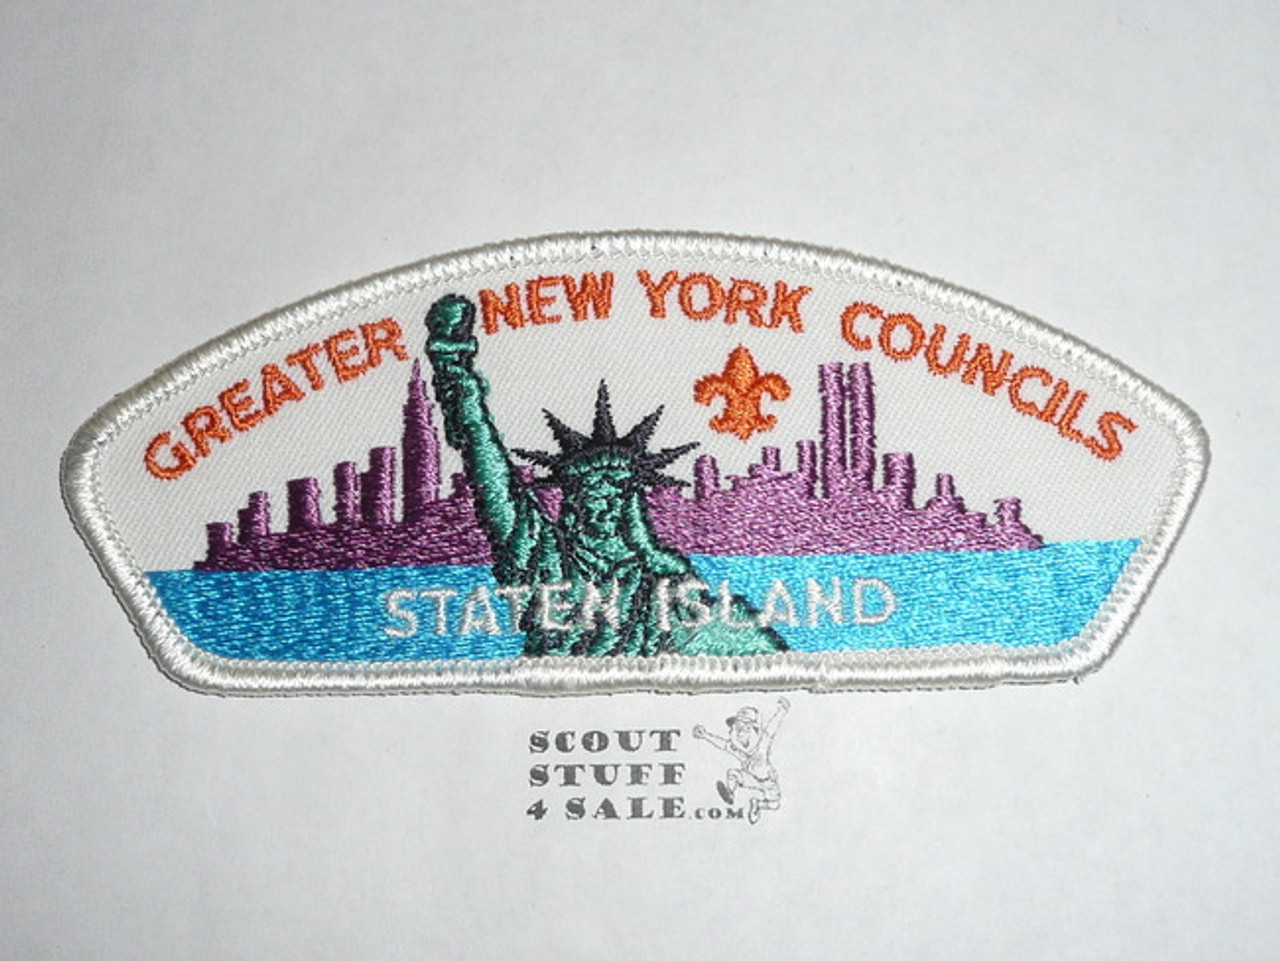 GREATER NEW YORK COUNCILS
STATEN ISLAND
SCOUT
STUFF
4 SALE.COM